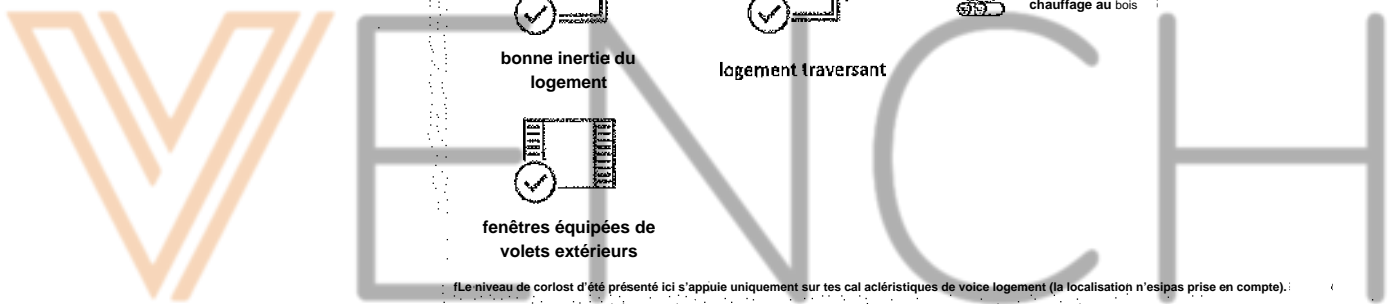 chauffage au bois
bonne inertie du
logement
logement traversant
fenêtres équipées de
volets extérieurs
fLe niveau de corlost d'été présenté ici s'appuie uniquement sur tes cal acléristiques de voice logement (la localisation n'esipas prise en compte).
VENCH